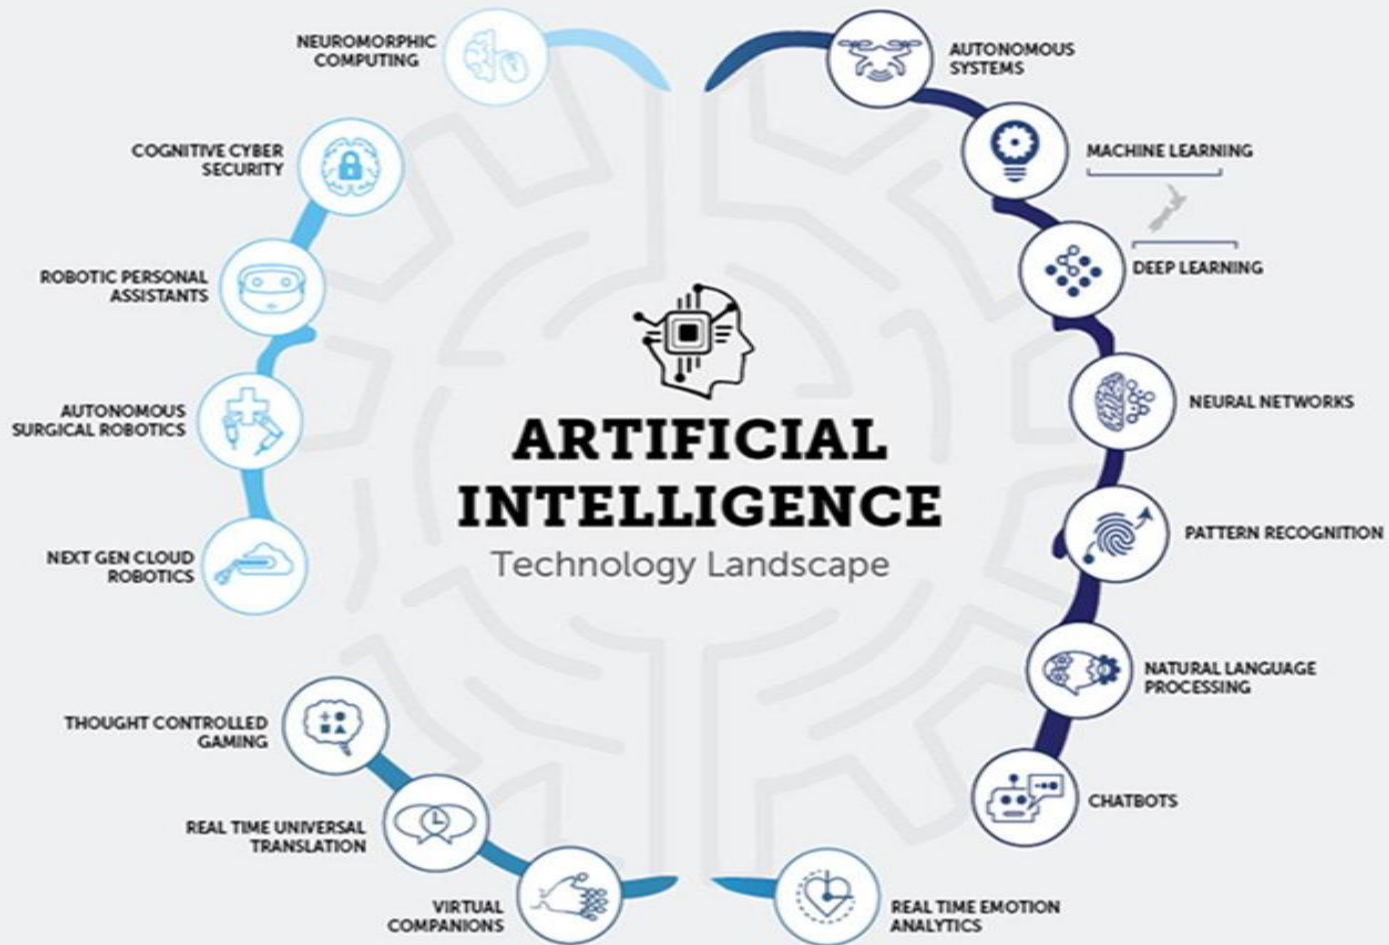 ARTIFICIAL
INTELLIGENCE
Technology Landscape
AUTONOMOUS
SYSTEMS
MACHINE LEARNING
DEEP LEARNING
NEURAL NETWORKS
PATTERN RECOGNITION
NATURAL LANGUAGE
PROCESSING
CHATBOTS
REAL TIME EMOTION
ANALYTICS
VIRTUAL
COMPANIONS
REAL TIME UNIVERSAL
TRANSLATION
THOUGHT CONTROLLED
GAMING
NEXT GEN CLOUD
ROBOTICS
AUTONOMOUS
SURGICAL ROBOTICS
ROBOTIC PERSONAL
ASSISTANTS
COGNITIVE CYBER
SECURITY
NEUROMORPHIC
COMPUTING